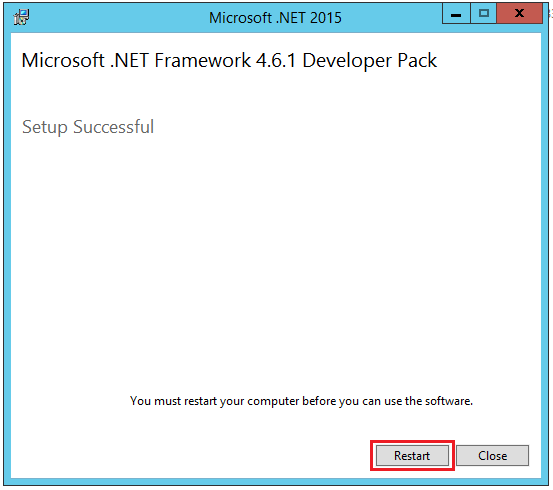 Microsoft .NET 2015
Microsoft .NET Framework 4.6.1 Developer Pack
Setup Successful
You must restart your computer before you can use the software.
Restart
Close